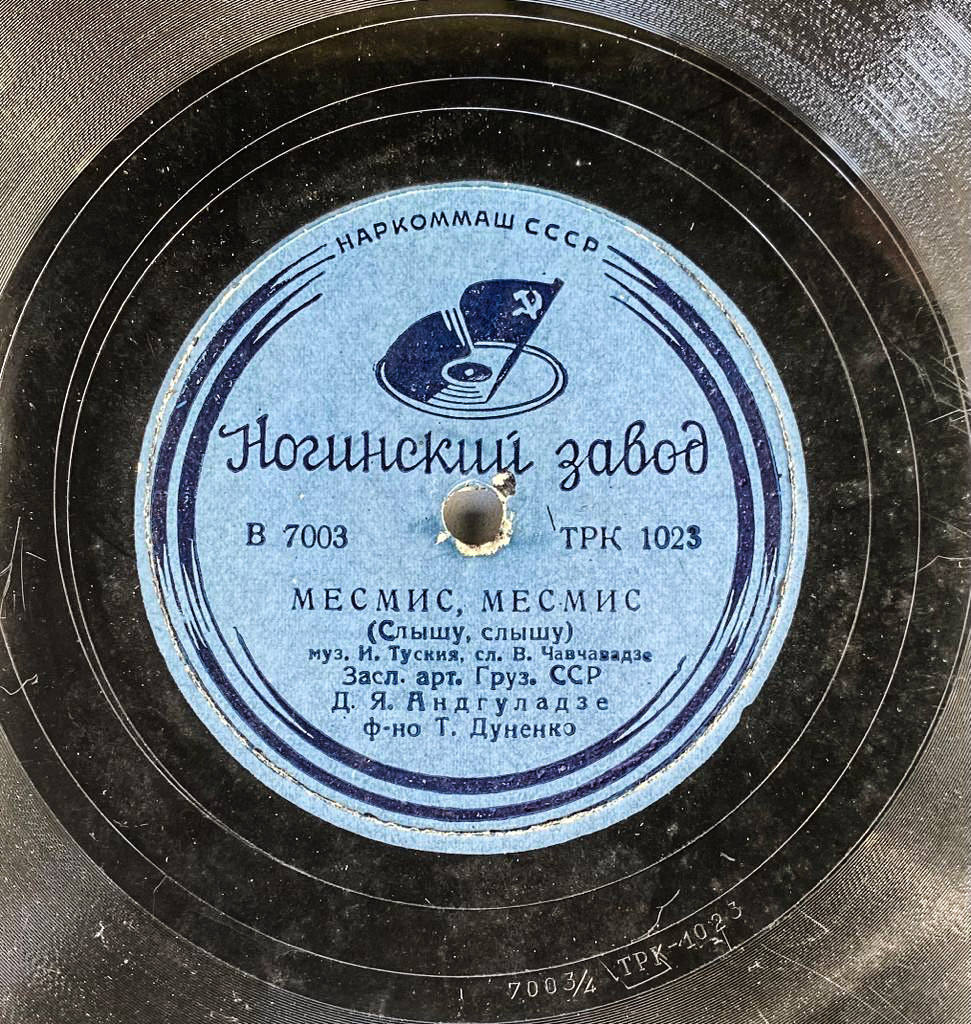 НАРКОММАШ СССР
Ногинский завод
В 7003 ТРК 1023
МЕСМИС, МЕСМИС
(Слышу, слышу)
муз. И. Туския, сл. В. Чавчавадзе
Засл. арт. Груз. ССР
Д. Я. Андгуладзе
ф-но Т. Дуненко
7003/4 ТРК-1023